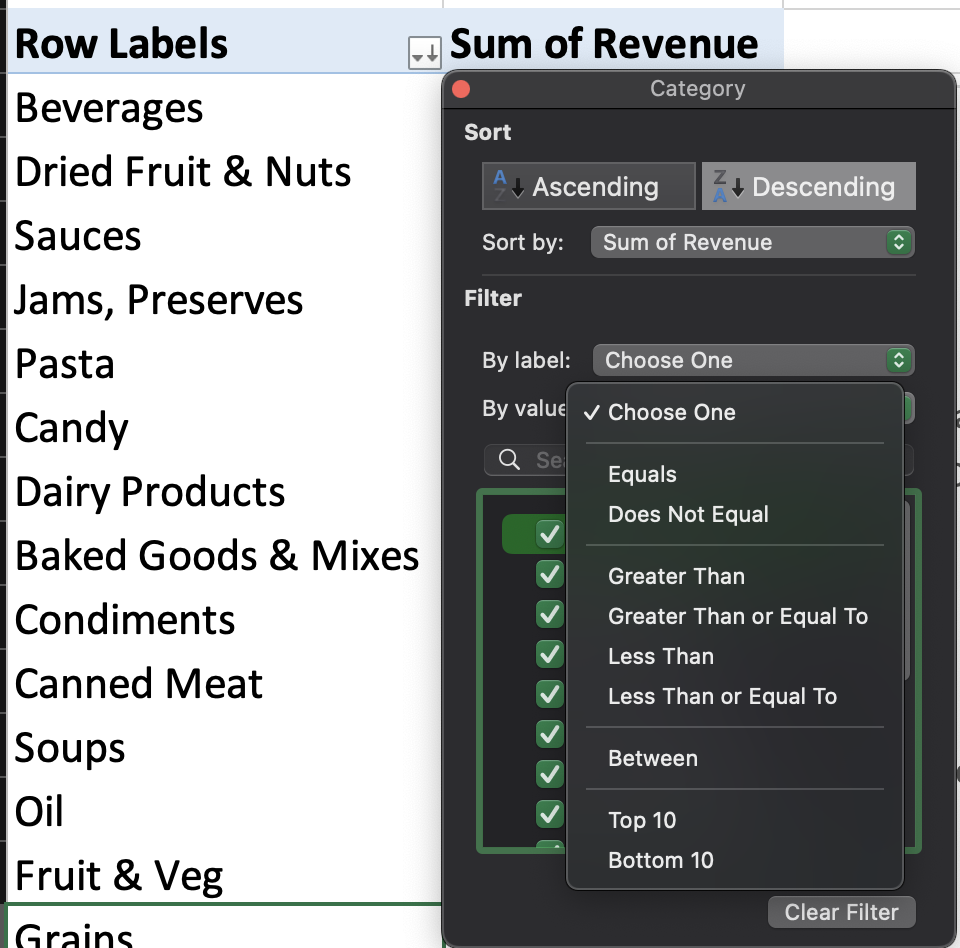 Row Labels
Sum of Revenue
Beverages
Dried Fruit & Nuts
Sauces
Jams, Preserves
Pasta
Candy
Dairy Products
Baked Goods & Mixes
Condiments
Canned Meat
Soups
Oil
Fruit & Veg
Grains
Category
Sort
Ascending
Descending
Sort by: Sum of Revenue
Filter
By label: Choose One
By value
Choose One
Equals
Does Not Equal
Greater Than
Greater Than or Equal To
Less Than
Less Than or Equal To
Between
Top 10
Bottom 10
Clear Filter